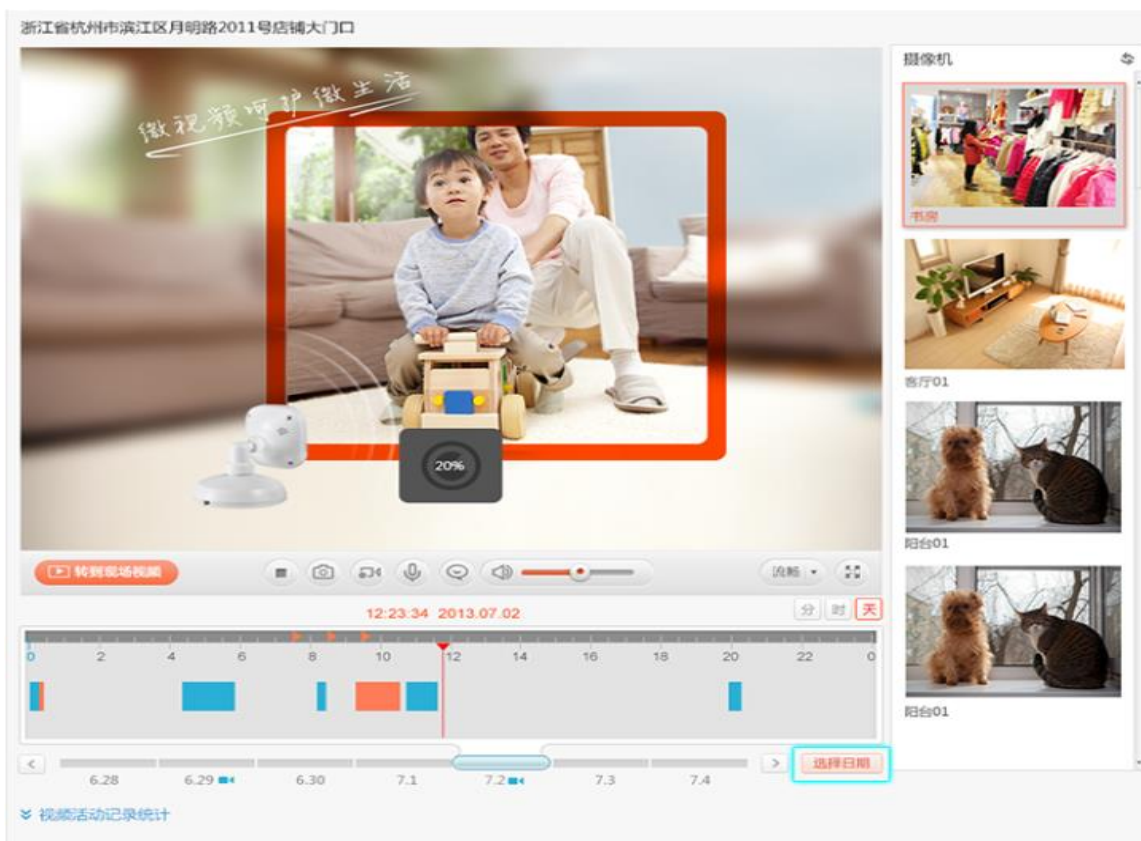 浙江省杭州市滨江区月明路2011号店铺大门口
摄像机
微视频呵护微生活
书房
客厅01
20%
阳台01
转到现场视频
流畅
12:23:34 2013.07.02
分 时 天
0 2 4 6 8 10 12 14 16 18 20 22 0
阳台01
< 6.28 6.29 6.30 7.1 7.2 7.3 7.4 > 选择日期
视频活动记录统计